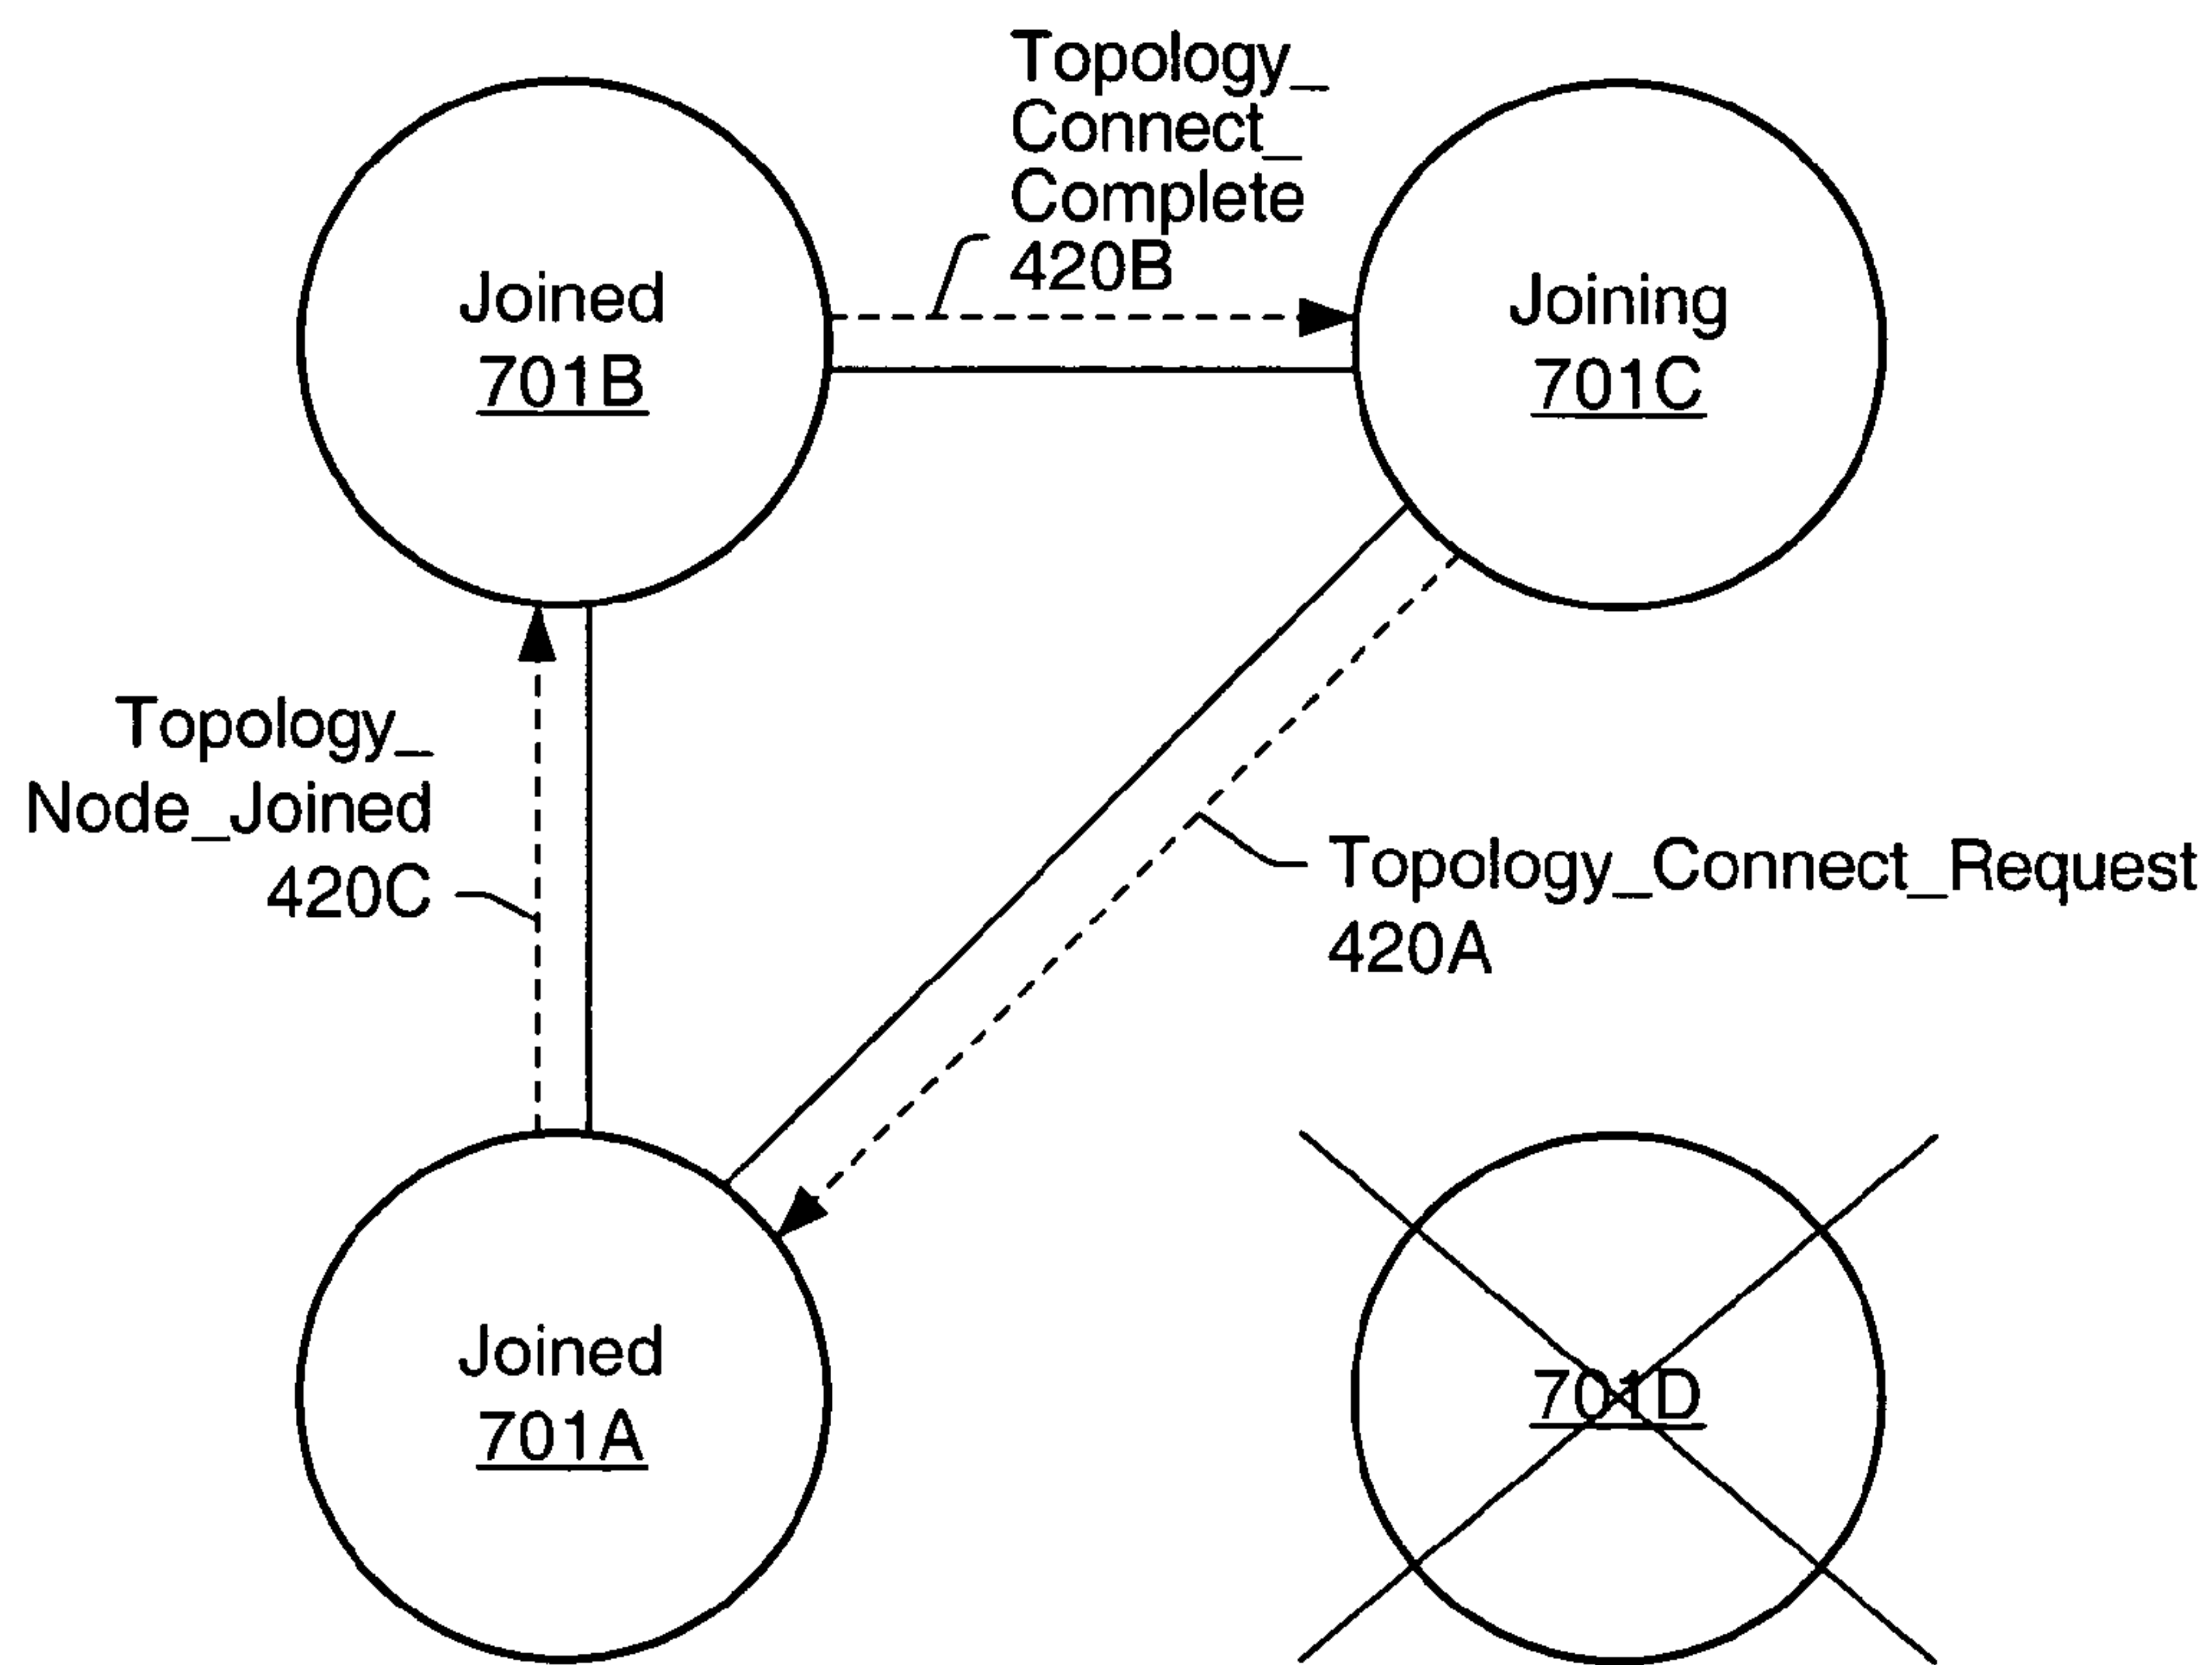 Topology_
Connect_
Complete
420B
Joined
701B
Joining
701C
Topology_
Node_Joined
420C
Topology_Connect_Request
420A
Joined
701A
701D